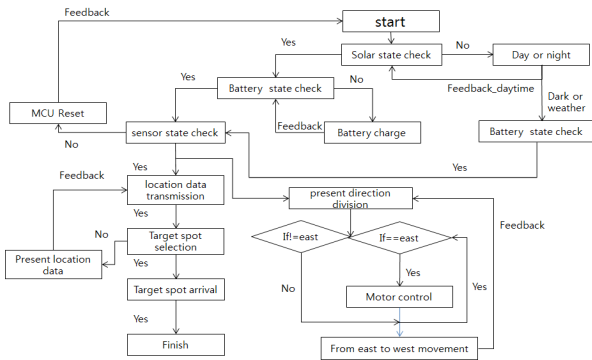 Feedback
start
Yes
Solar state check
No
Day or night
Feedback_daytime
Yes
Battery state check
No
Dark or
weather
MCU Reset
Feedback
Battery charge
Battery state check
sensor state check
No
Yes
Yes
Feedback
location data
transmission
present direction
division
Feedback
Yes
No
Target spot
selection
If!=east
If==east
Present location
data
Yes
Yes
Yes
No
Target spot arrival
Motor control
Yes
Finish
From east to west movement